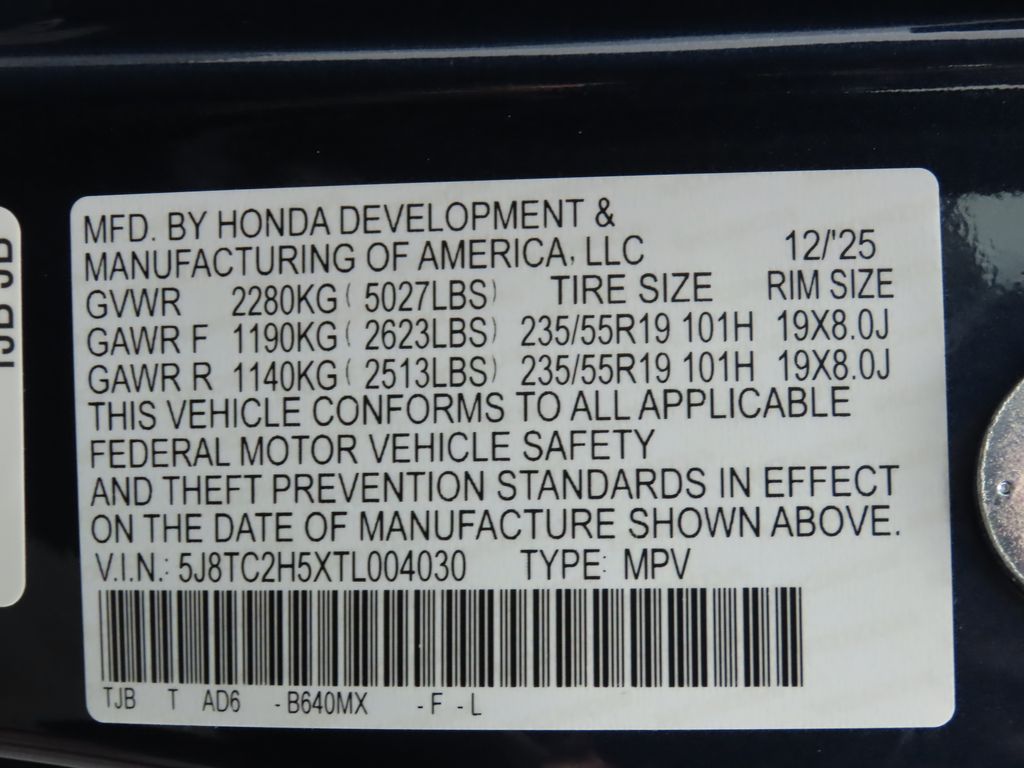 MFD. BY HONDA DEVELOPMENT &
MANUFACTURING OF AMERICA, LLC 12/'25
GVWR 2280KG ( 5027LBS) TIRE SIZE RIM SIZE
GAWR F 1190KG ( 2623LBS) 235/55R19 101H 19X8.0J
GAWR R 1140KG ( 2513LBS) 235/55R19 101H 19X8.0J
THIS VEHICLE CONFORMS TO ALL APPLICABLE
FEDERAL MOTOR VEHICLE SAFETY
AND THEFT PREVENTION STANDARDS IN EFFECT
ON THE DATE OF MANUFACTURE SHOWN ABOVE.
V.I.N.: 5J8TC2H5XTL004030 TYPE: MPV
TJB T AD6 -B640MX -F -L